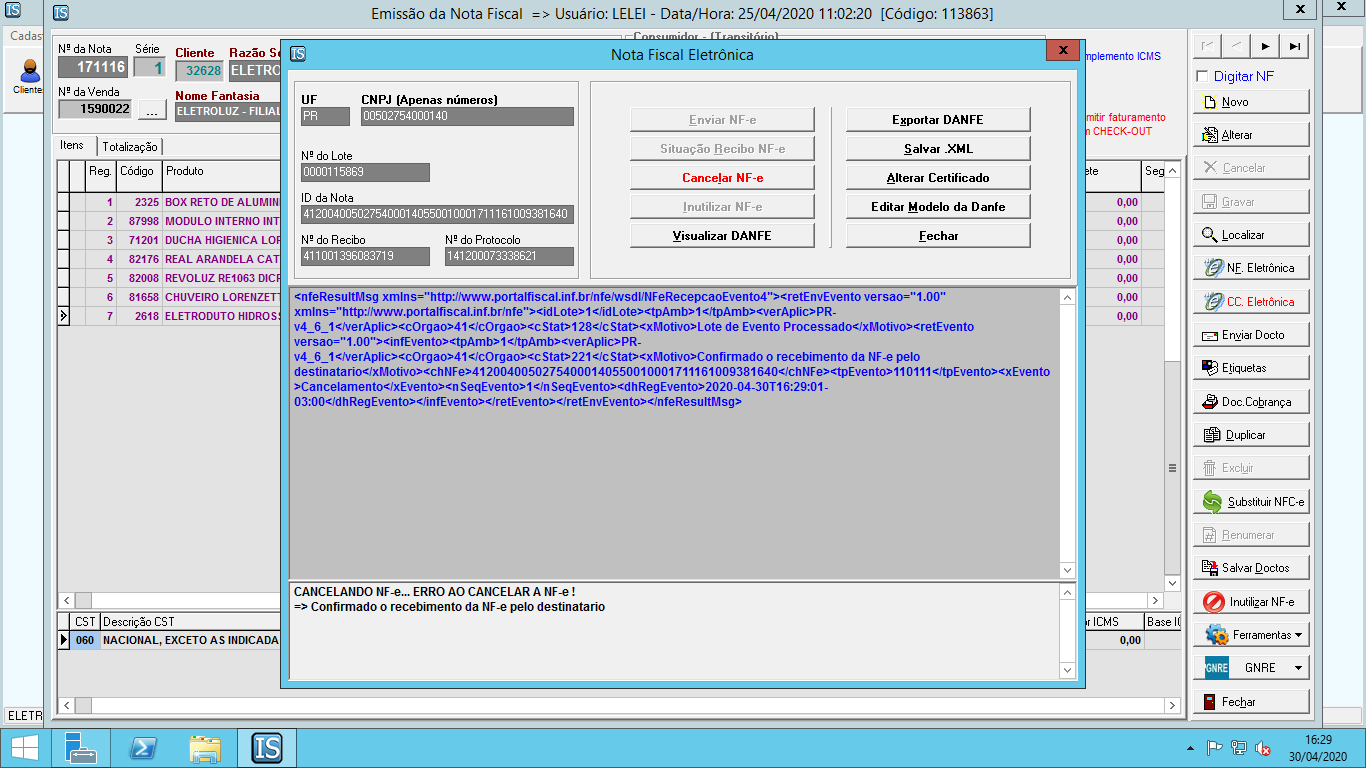 Emissão da Nota Fiscal => Usuário: LELEI - Data/Hora: 25/04/2020 11:02:20 [Código: 113863]
Cadas
Cliente
Nº da Nota
Série
Cliente
Razão So
171116
1
32628
ELETRO
Nº da Venda
Nome Fantasia
1590022
...
ELETROLUZ - FILIAL
Consumidor - (Transitório)
mplemento ICMS
mitir faturamento
m CHECK-OUT
Itens
Totalização
Reg.
Código
Produto
ete
Seg
1 2325 BOX RETO DE ALUMINI 0,00
2 87998 MODULO INTERNO INT 0,00
3 71201 DUCHA HIGIENICA LOR 0,00
4 82176 REAL ARANDELA CAT 0,00
5 82008 REVOLUZ RE1063 DICR 0,00
6 81658 CHUVEIRO LORENZETT 0,00
7 2618 ELETRODUTO HIDROSS 0,00
CST
Descrição CST
or ICMS
Base IC
060 NACIONAL, EXCETO AS INDICADA 0,00
ELETR
Nota Fiscal Eletrônica
UF
CNPJ (Apenas números)
PR
00502754000140
Nº do Lote
0000115869
ID da Nota
41200400502754000140550010001711161009381640
Nº do Recibo
Nº do Protocolo
411001396083719
141200073338621
Enviar NF-e
Situação Recibo NF-e
Cancelar NF-e
Inutilizar NF-e
Visualizar DANFE
Exportar DANFE
Salvar .XML
Alterar Certificado
Editar Modelo da Danfe
Fechar
<nfeResultMsg xmlns="http://www.portalfiscal.inf.br/nfe/wsdl/NFeRecepcaoEvento4"><retEnvEvento versao="1.00"
xmlns="http://www.portalfiscal.inf.br/nfe"><idLote>1</idLote><tpAmb>1</tpAmb><verAplic>PR-
v4_6_1</verAplic><cOrgao>41</cOrgao><cStat>128</cStat><xMotivo>Lote de Evento Processado</xMotivo><retEvento
versao="1.00"><infEvento><tpAmb>1</tpAmb><verAplic>PR-
v4_6_1</verAplic><cOrgao>41</cOrgao><cStat>221</cStat><xMotivo>Confirmado o recebimento da NF-e pelo
destinatario</xMotivo><chNFe>41200400502754000140550010001711161009381640</chNFe><tpEvento>110111</tpEvento><xEvento
>Cancelamento</xEvento><nSeqEvento>1</nSeqEvento><dhRegEvento>2020-04-30T16:29:01-
03:00</dhRegEvento></infEvento></retEvento></retEnvEvento></nfeResultMsg>
CANCELANDO NF-e... ERRO AO CANCELAR A NF-e !
=> Confirmado o recebimento da NF-e pelo destinatario
Digitar NF
Novo
Alterar
Cancelar
Gravar
Localizar
NF. Eletrônica
CC. Eletrônica
Enviar Docto
Etiquetas
Doc.Cobrança
Duplicar
Excluir
Substituir NFC-e
Renumerar
Salvar Doctos
Inutilizar NF-e
Ferramentas
GNRE GNRE
Fechar
16:29
30/04/2020